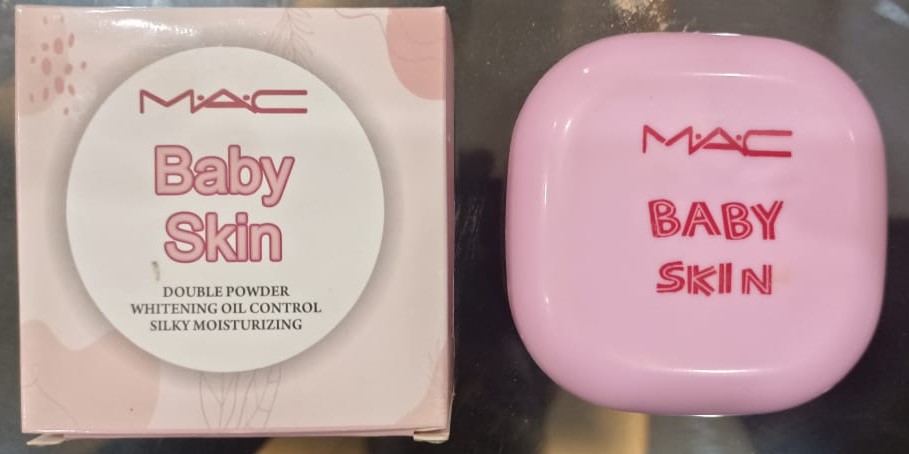 M·A·C
Baby
Skin
DOUBLE POWDER
WHITENING OIL CONTROL
SILKY MOISTURIZING
M·A·C
BABY
SKIN